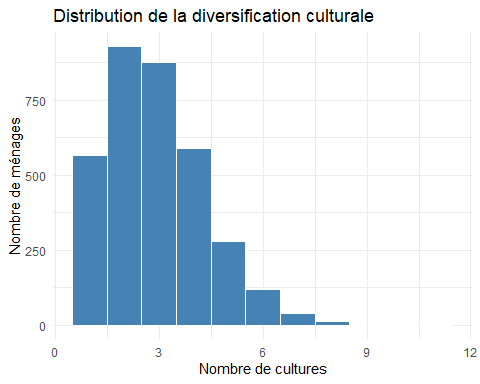 Distribution de la diversification culturale
Nombre de ménages
750
500
250
0
0 3 6 9 12
Nombre de cultures